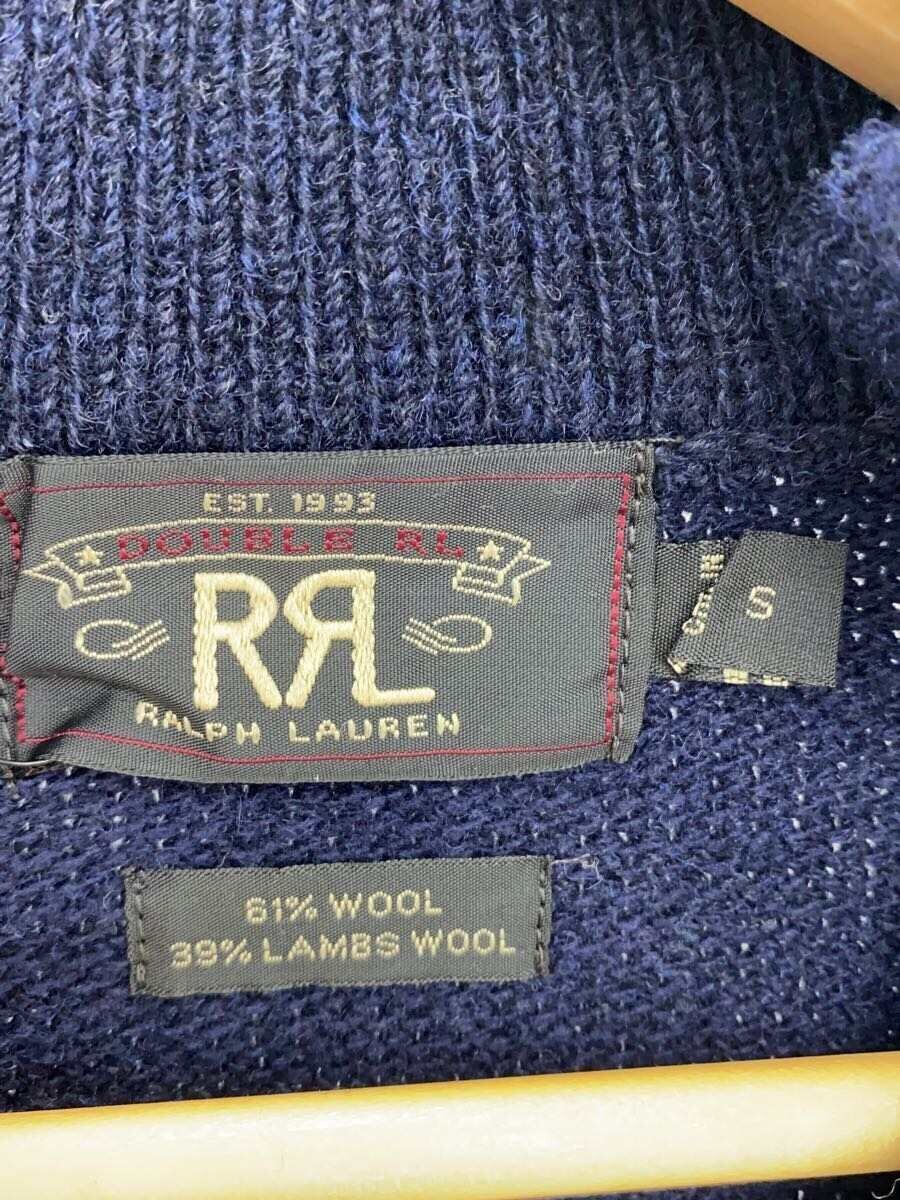 EST. 1993
DOUBLE RL
RRL
RALPH LAUREN
S
61% WOOL
39% LAMBS WOOL